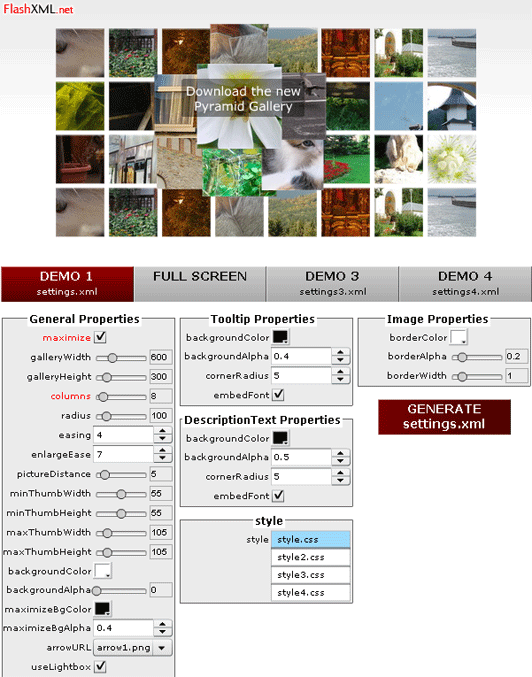 FlashXML.net
Download the new
Pyramid Gallery
DEMO 1
settings.xml
FULL SCREEN
DEMO 3
settings3.xml
DEMO 4
settings4.xml
General Properties
maximize
galleryWidth 600
galleryHeight 300
columns 8
radius 100
easing 4
enlargeEase 7
pictureDistance 5
minThumbWidth 55
minThumbHeight 55
maxThumbWidth 105
maxThumbHeight 105
backgroundColor
backgroundAlpha 0
maximizeBgColor
maximizeBgAlpha 0.4
arrowURL arrow1.png
useLightbox
Tooltip Properties
backgroundColor
backgroundAlpha 0.4
cornerRadius 5
embedFont
DescriptionText Properties
backgroundColor
backgroundAlpha 0.5
cornerRadius 5
embedFont
style
style style.css
style2.css
style3.css
style4.css
Image Properties
borderColor
borderAlpha 0.2
borderWidth 1
GENERATE
settings.xml